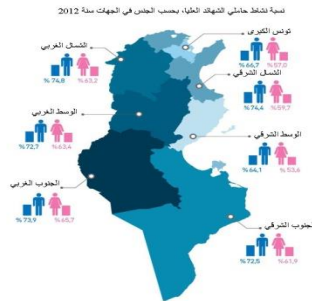 نسبة نشاط حاملي الشهائد العليا، بحسب الجنس في الجهات سنة 2012
تونس الكبرى
%66,7 %57,0
الشمال الغربي
%74,8 %63,2
الشمال الشرقي
%74,4 %59,7
الوسط الغربي
%72,7 %63,4
الوسط الشرقي
%64,1 %53,6
الجنوب الغربي
%73,9 %65,7
الجنوب الشرقي
%72,5 %61,9